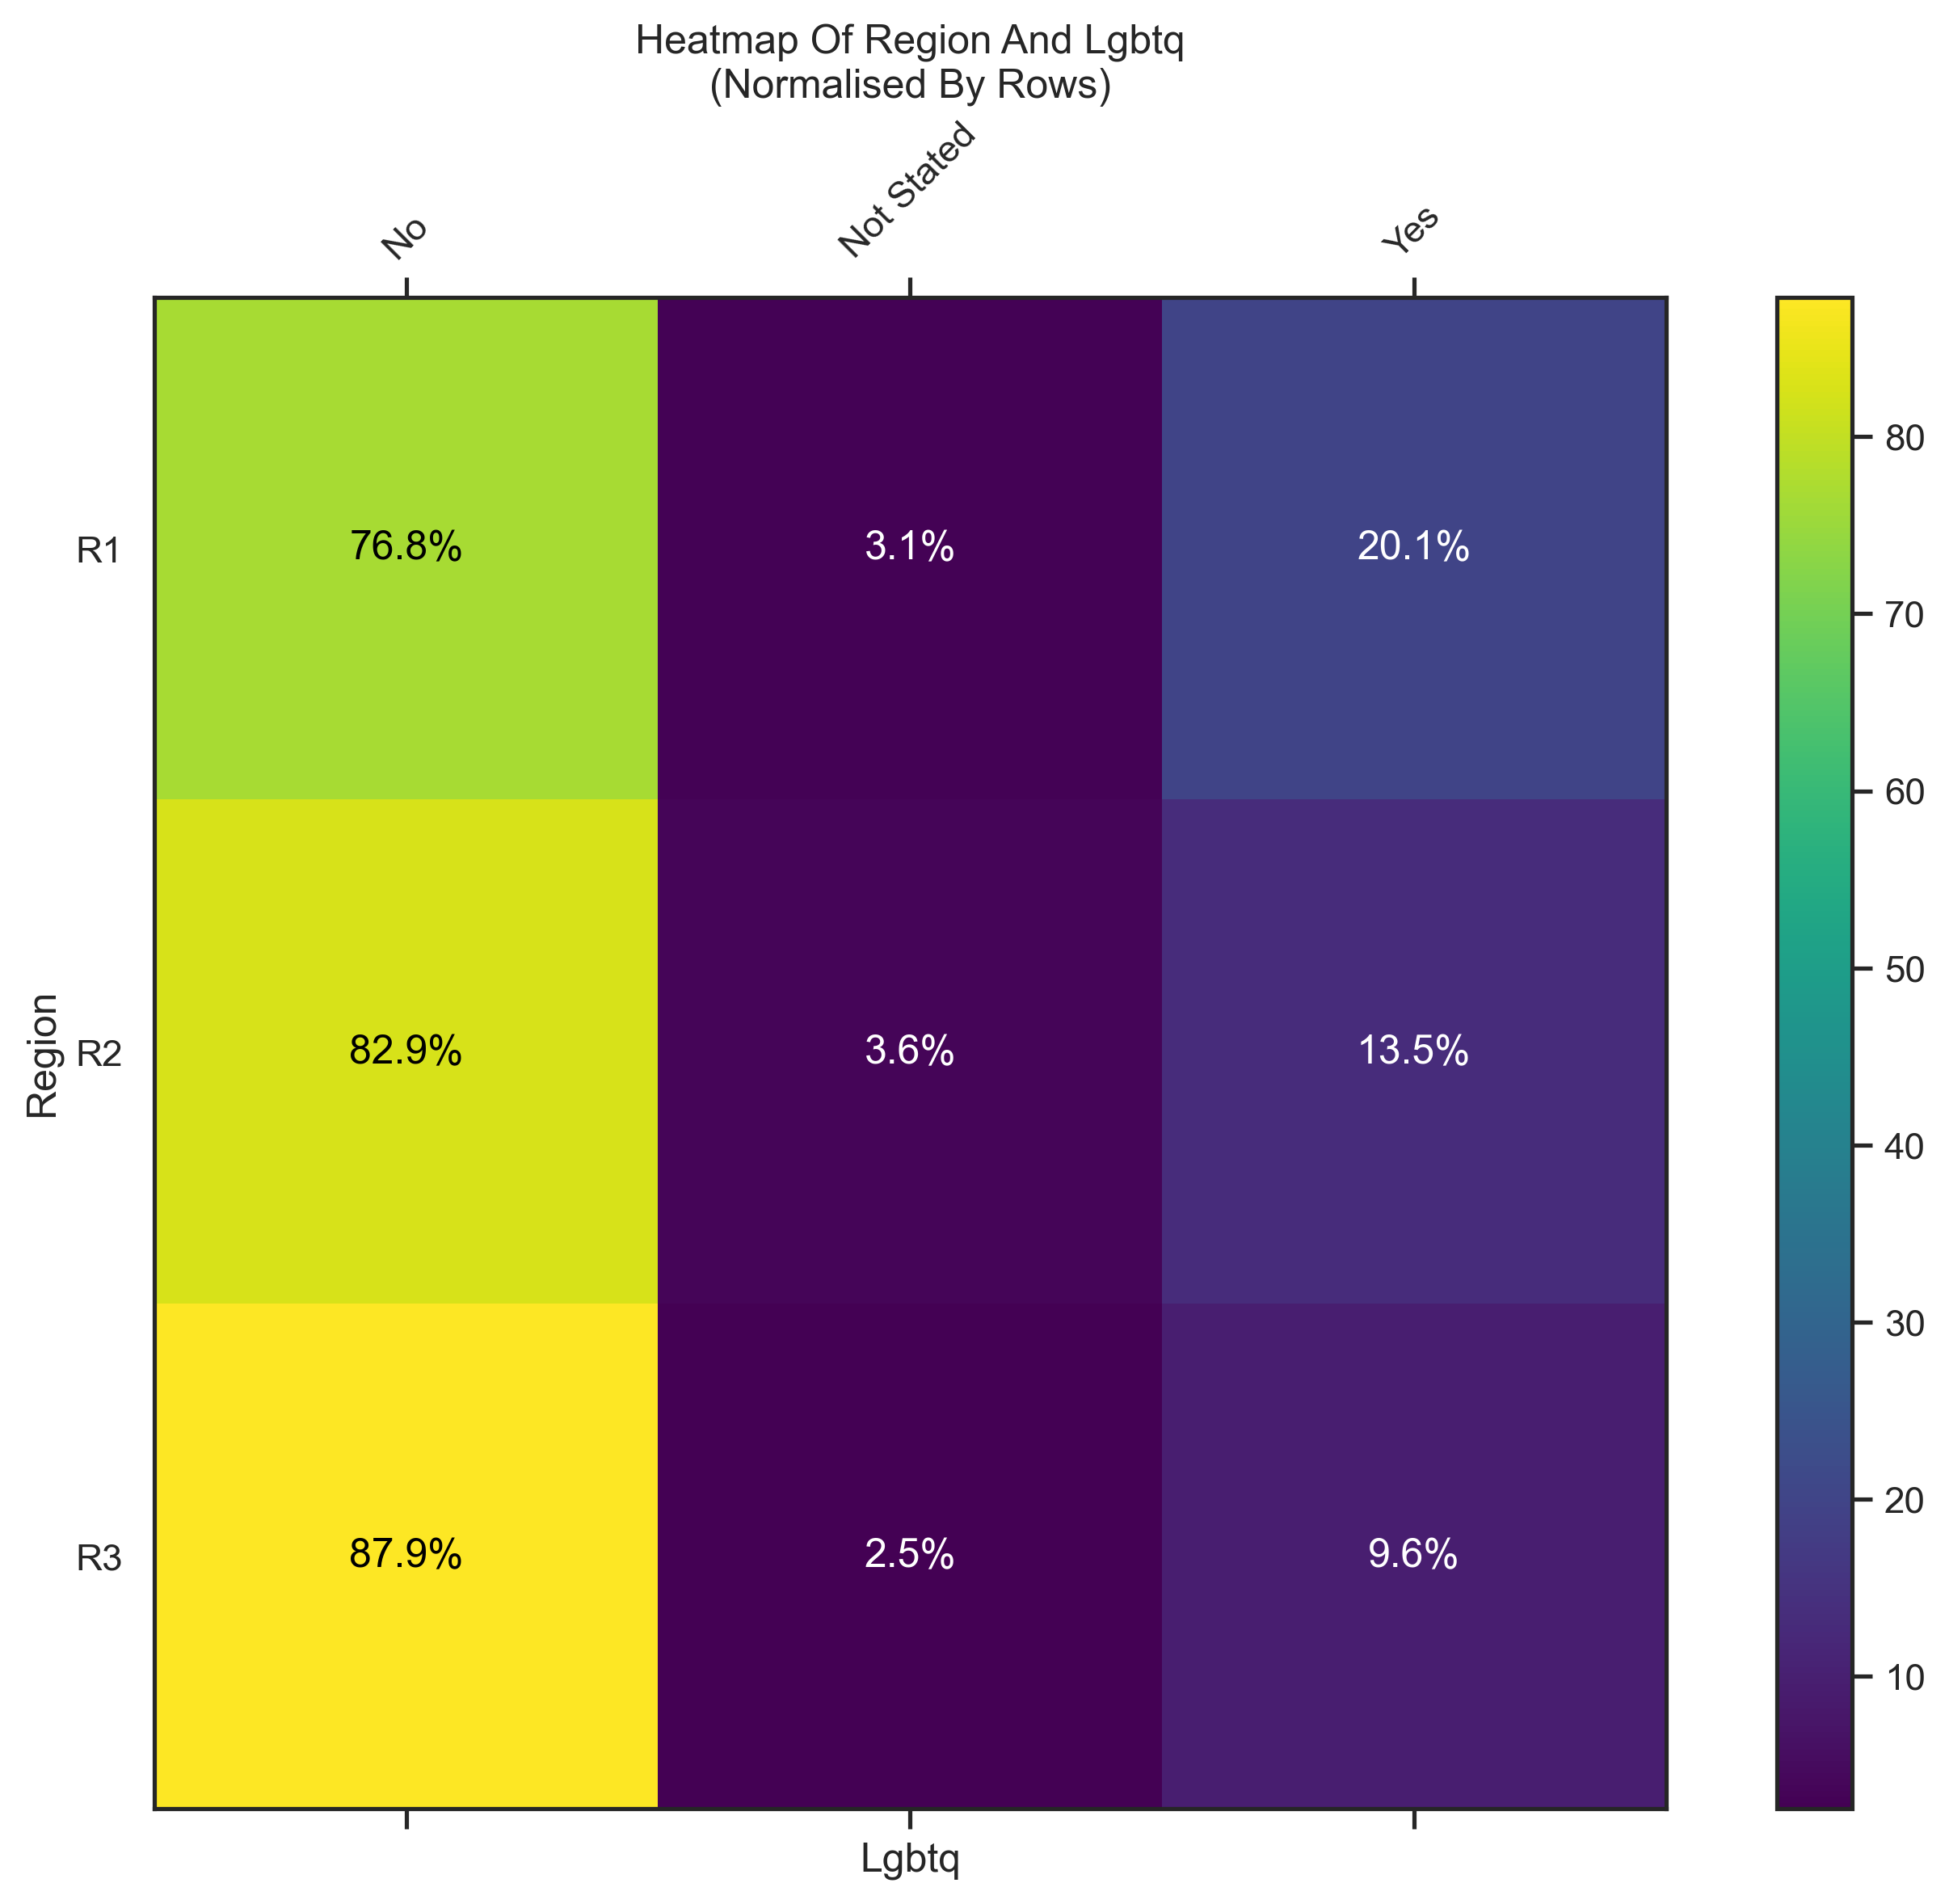 Heatmap Of Region And Lgbtq
(Normalised By Rows)
No
Not Stated
Yes
R1
76.8%
3.1%
20.1%
R2
82.9%
3.6%
13.5%
R3
87.9%
2.5%
9.6%
Region
Lgbtq
80
70
60
50
40
30
20
10